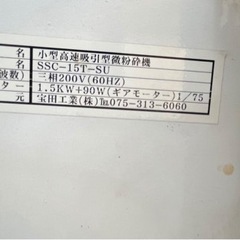 名 小型高速吸引型微粉砕機
SSC-15T-SU
波数) 三相200V(60HZ)
ター 1.5KW+90W(ギアモーター)1/75
元 宝田工業(株)℡075-313-6060